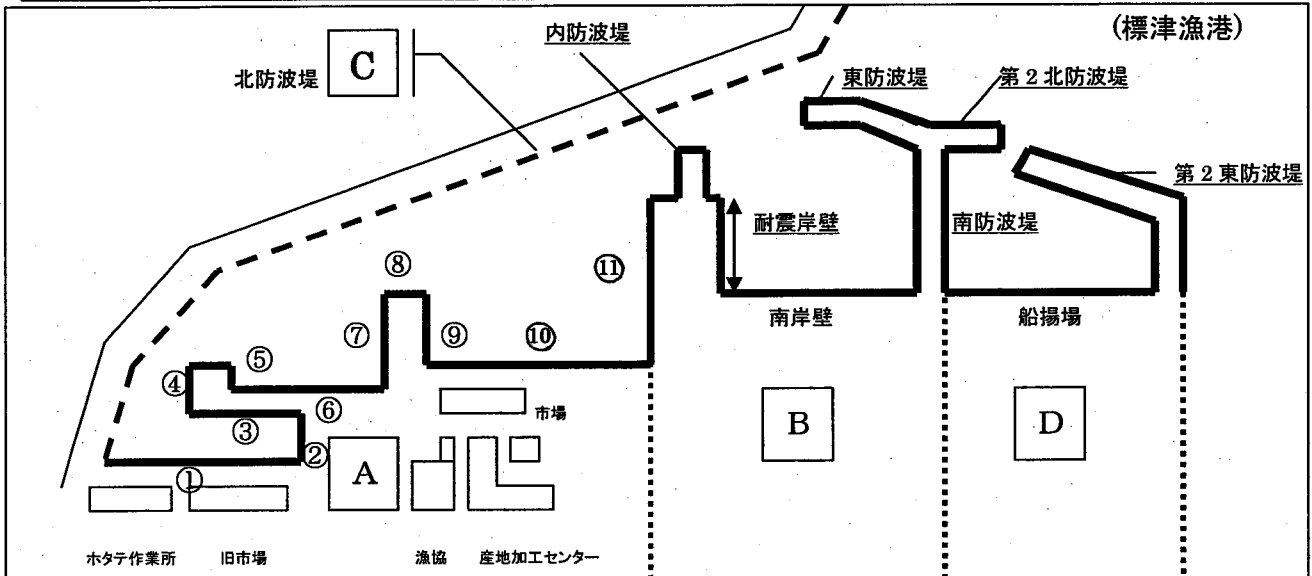 (標津漁港)
内防波堤
北防波堤
C
東防波堤
第2北防波堤
第2東防波堤
耐震岸壁
南防波堤
⑧
⑪
南岸壁
船揚場
⑦
⑨
⑩
⑤
④
⑥
市場
③
B
D
②
A
①
ホタテ作業所
旧市場
漁協
産地加工センター